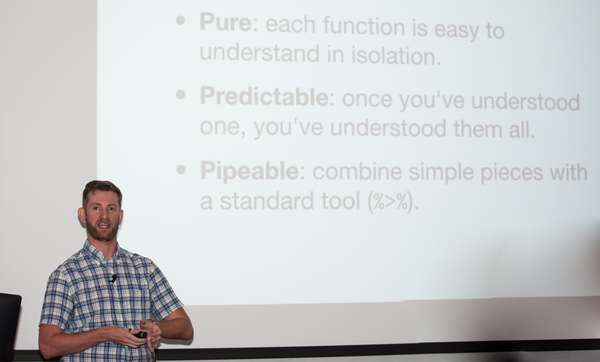 • Pure: each function is easy to
understand in isolation.
• Predictable: once you've understood
one, you've understood them all.
• Pipeable: combine simple pieces with
a standard tool (%>%).